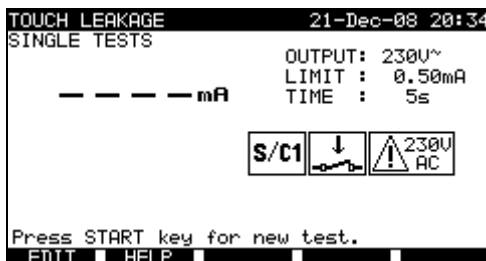 TOUCH LEAKAGE 21-Dec-08 20:34
SINGLE TESTS
OUTPUT: 230V~
LIMIT : 0.50mA
TIME : 5s
– – – – mA
S/C1
230V
AC
Press START key for new test.
EDIT HELP